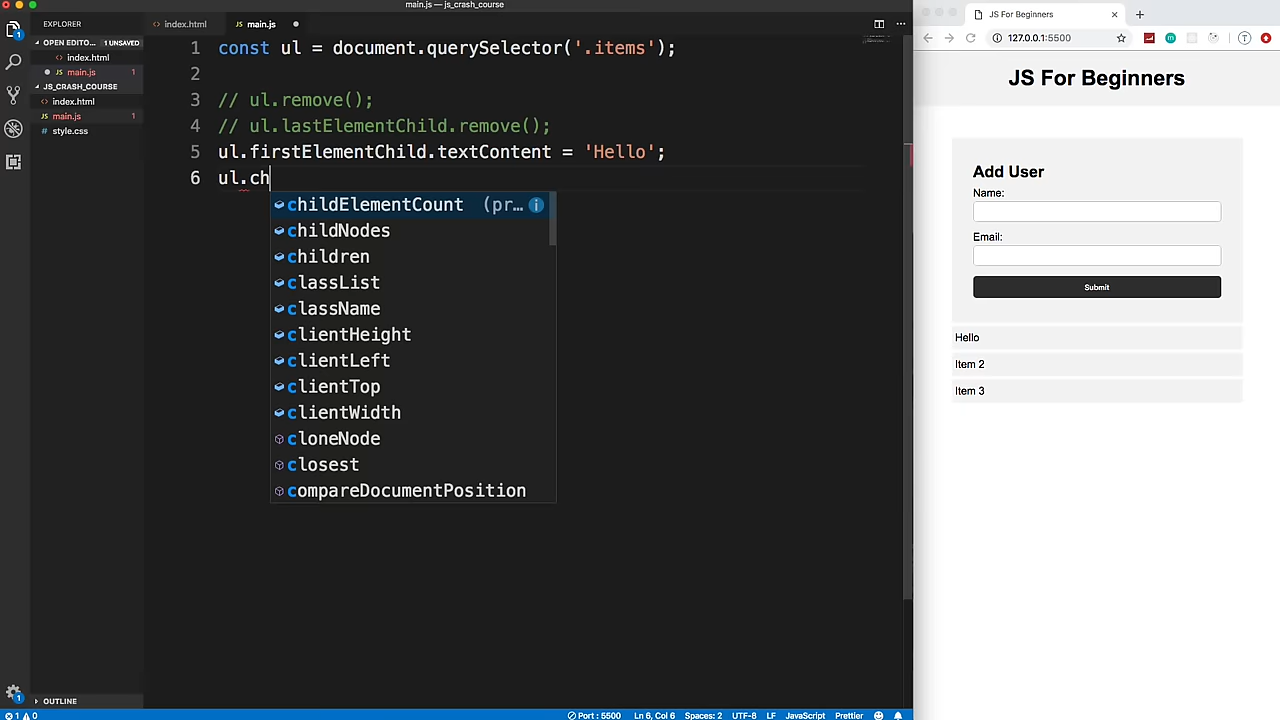 main.js — js_crash_course
EXPLORER
OPEN EDITO... 1 UNSAVED
index.html
main.js 1
JS_CRASH_COURSE
index.html
main.js 1
style.css
OUTLINE
index.html
main.js
1 const ul = document.querySelector('.items');
2
3 // ul.remove();
4 // ul.lastElementChild.remove();
5 ul.firstElementChild.textContent = 'Hello';
6 ul.ch
childElementCount (pr...
childNodes
children
classList
className
clientHeight
clientLeft
clientTop
clientWidth
cloneNode
closest
compareDocumentPosition
1 0
Port : 5500 Ln 6, Col 6 Spaces: 2 UTF-8 LF JavaScript Prettier
JS For Beginners
127.0.0.1:5500
JS For Beginners
Add User
Name:
Email:
Submit
Hello
Item 2
Item 3